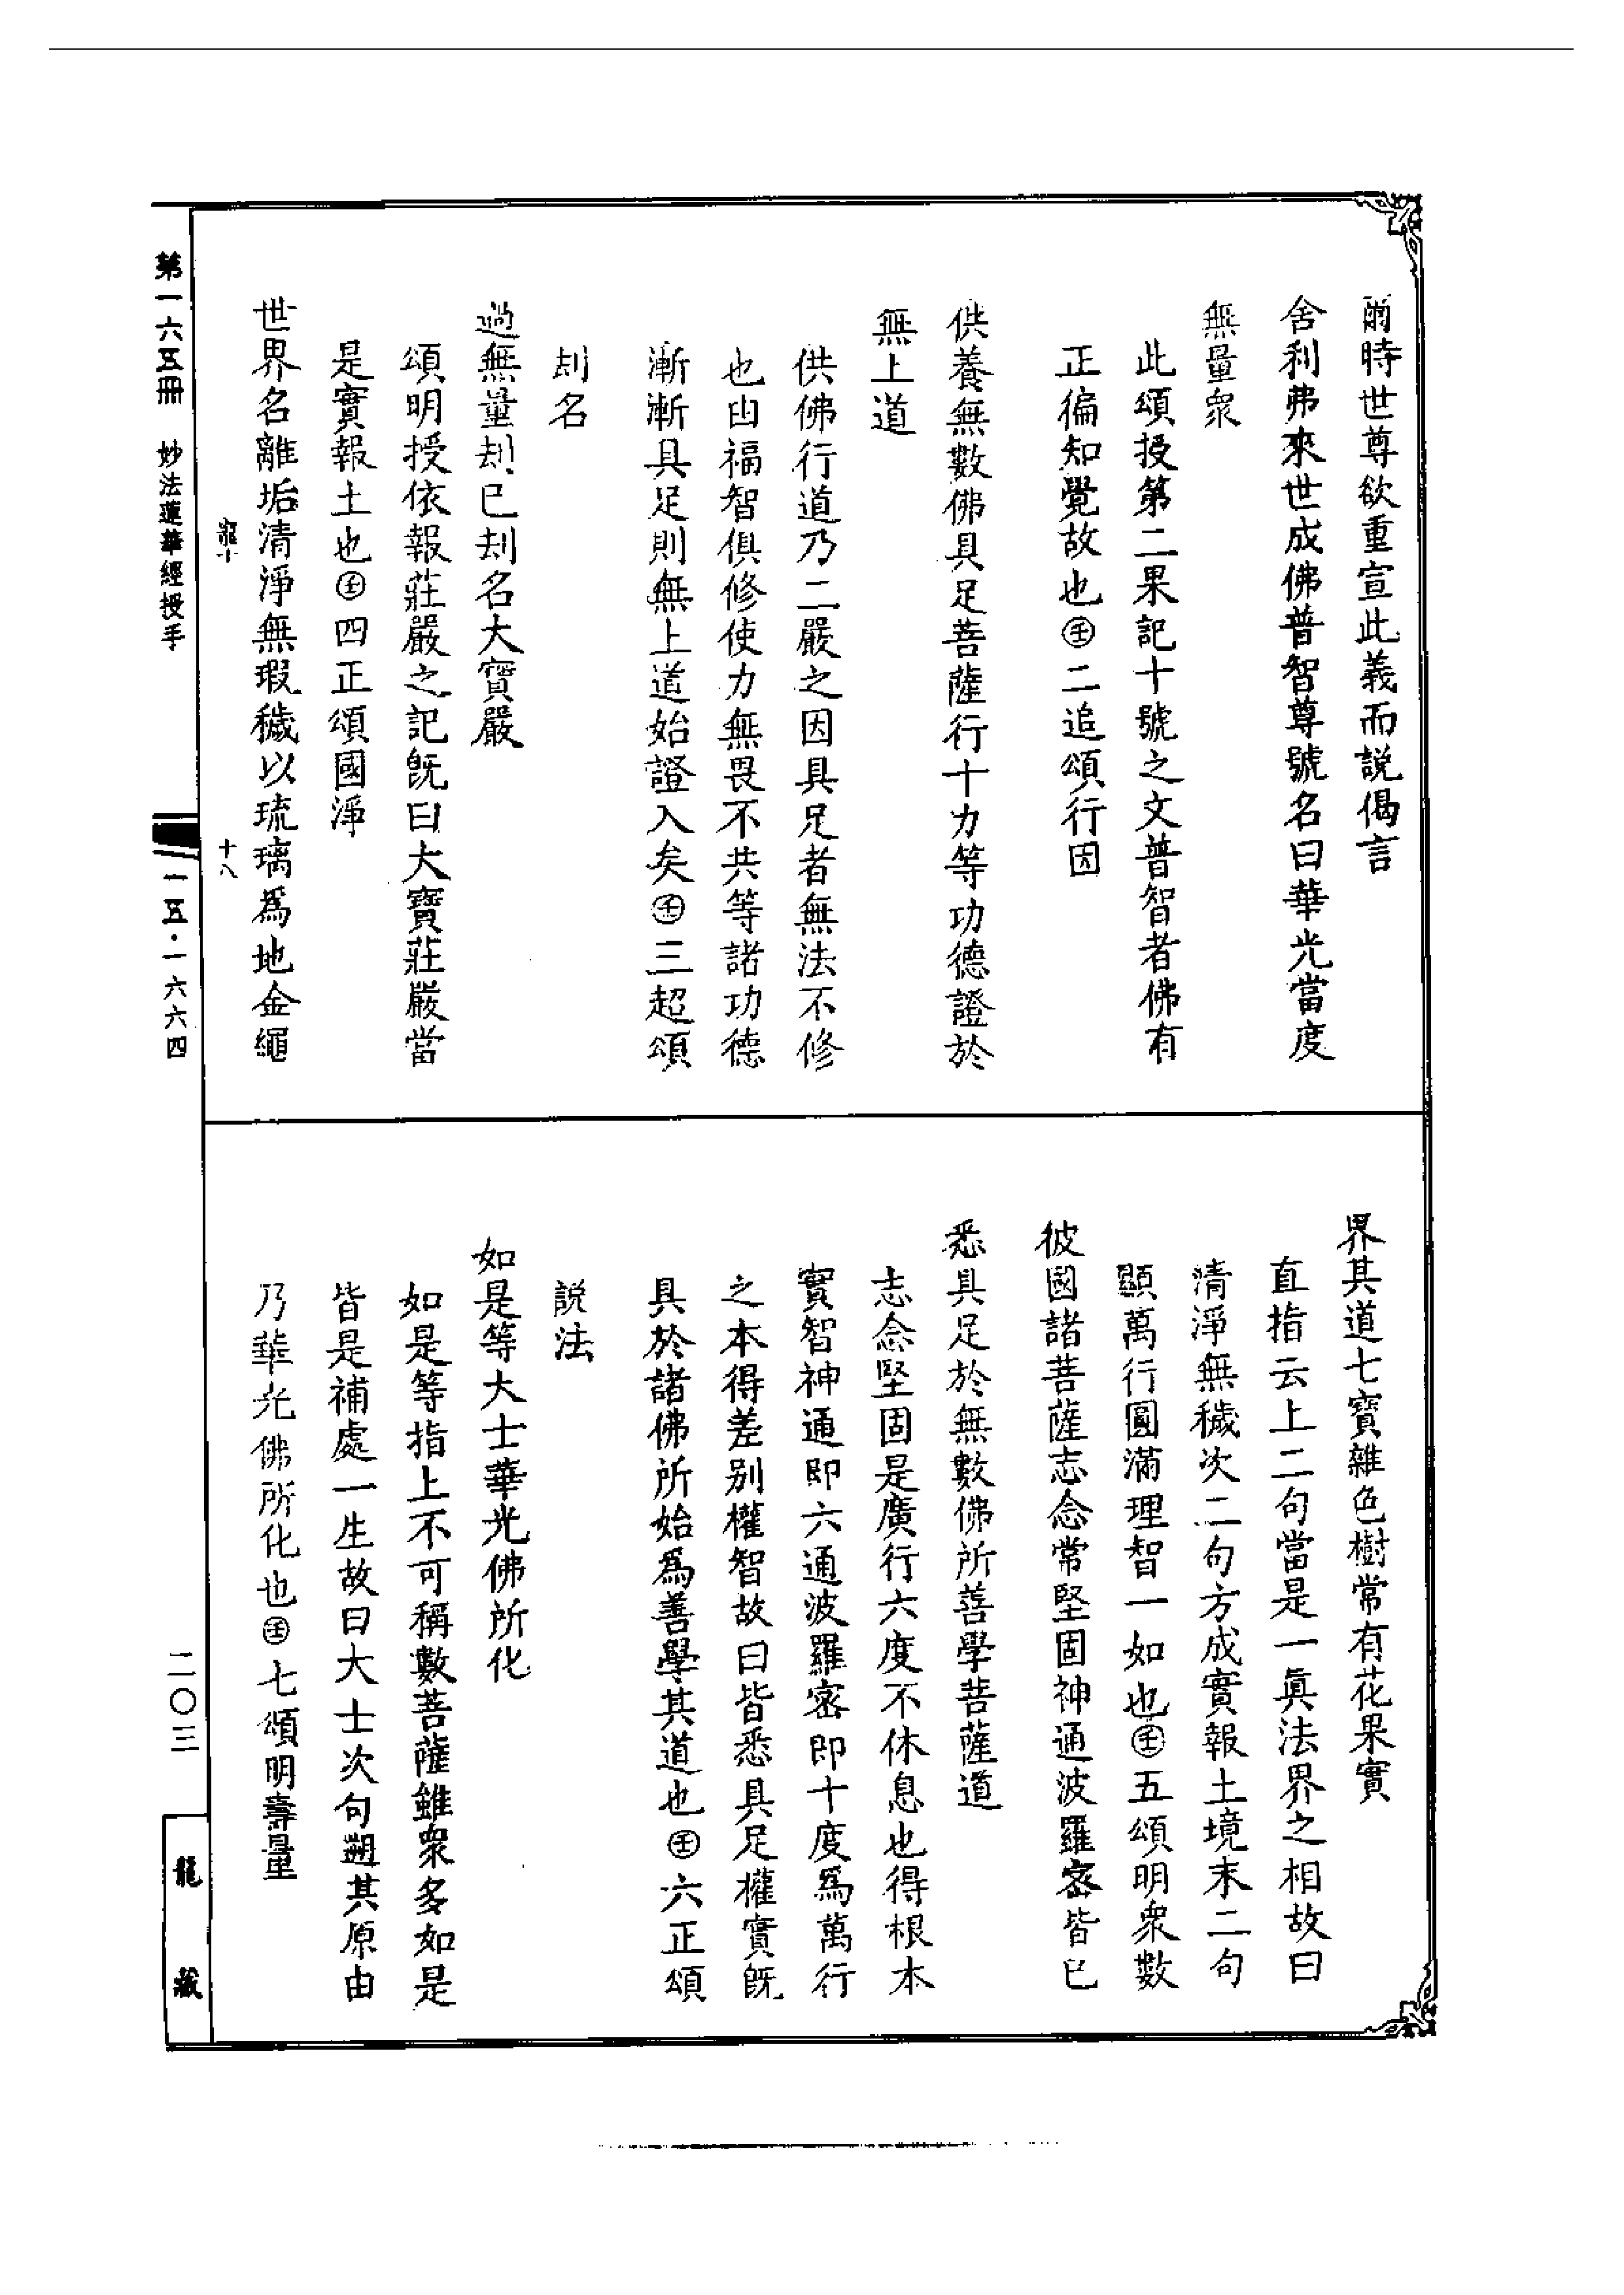 爾時世尊欲重宣此義而説偈言
舍利弗來世成佛普智尊號名曰華光當度
無量衆
此頌授第二果記十號之文普智者佛有
正徧知覺故也㊣二追頌行因
供養無數佛具足菩薩行十力等功德證於
無上道
供佛行道乃二嚴之因具足者無法不修
也由福智俱修使力無畏不共等諸功德
漸漸具足則無上道始證入矣三超頌
刦名
過無量刦已刦名大寶嚴
頌明授依報莊嚴之記旣曰大寶莊嚴當
是實報土也四正頌國淨
世界名離垢清淨無瑕穢以琉璃爲地金繩
界其道七寶雜色樹常有花果實
直指云上二句當是一眞法界之相故曰
清淨無穢次二句方成實報土境末二句
顯萬行圓滿理智一如也五頌明衆數
彼國諸菩薩志念常堅固神通波羅密皆已
悉具足於無數佛所善學菩薩道
志念堅固是廣行六度不休息也得根本
實智神通即六通波羅密即十度爲萬行
之本得差别權智故曰皆悉具足權實旣
具於諸佛所始爲善學其道也六正頌
説法
如是等大士華光佛所化
如是等指上不可稱數菩薩雖衆多如是
皆是補處一生故曰大士次句遡其原由
乃華光佛所化也七頌明壽量
十八
第一六五冊 妙法蓮華經授手
一五·一六六四
二〇三
龍藏